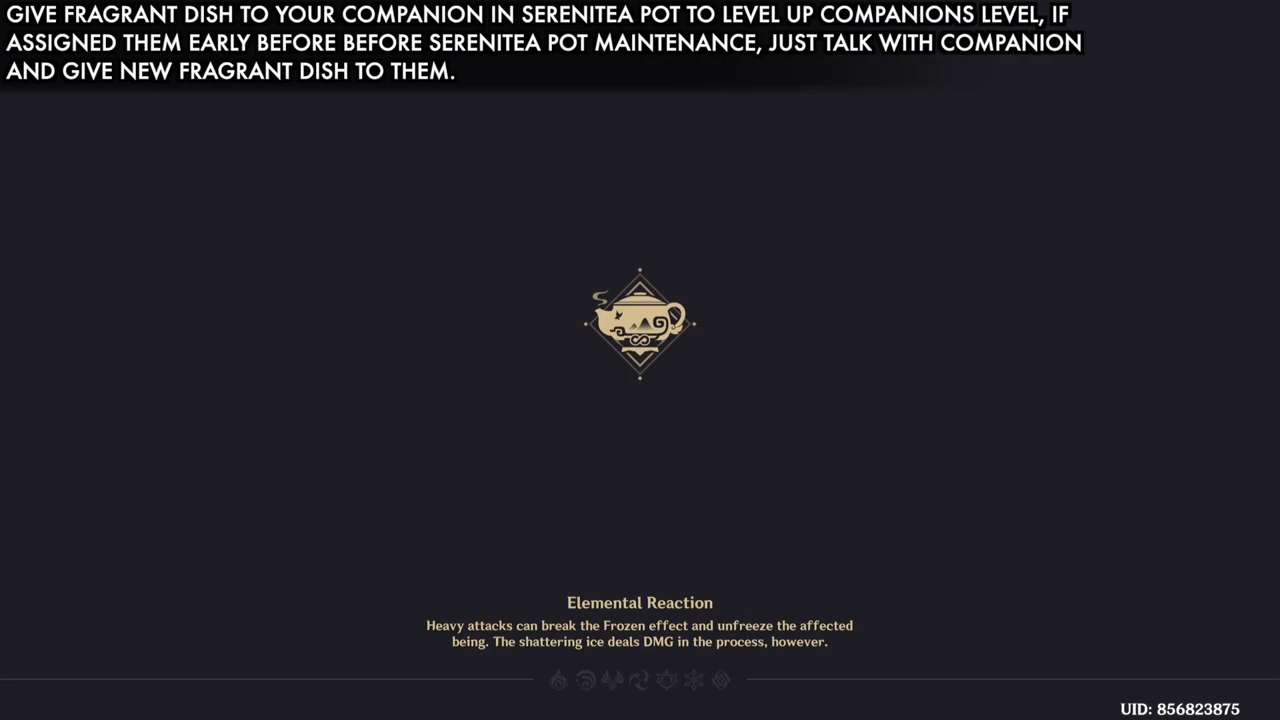 GIVE FRAGRANT DISH TO YOUR COMPANION IN SERENITEA POT TO LEVEL UP COMPANIONS LEVEL, IF
ASSIGNED THEM EARLY BEFORE BEFORE SERENITEA POT MAINTENANCE, JUST TALK WITH COMPANION
AND GIVE NEW FRAGRANT DISH TO THEM.
Elemental Reaction
Heavy attacks can break the Frozen effect and unfreeze the affected
being. The shattering ice deals DMG in the process, however.
UID: 856823875